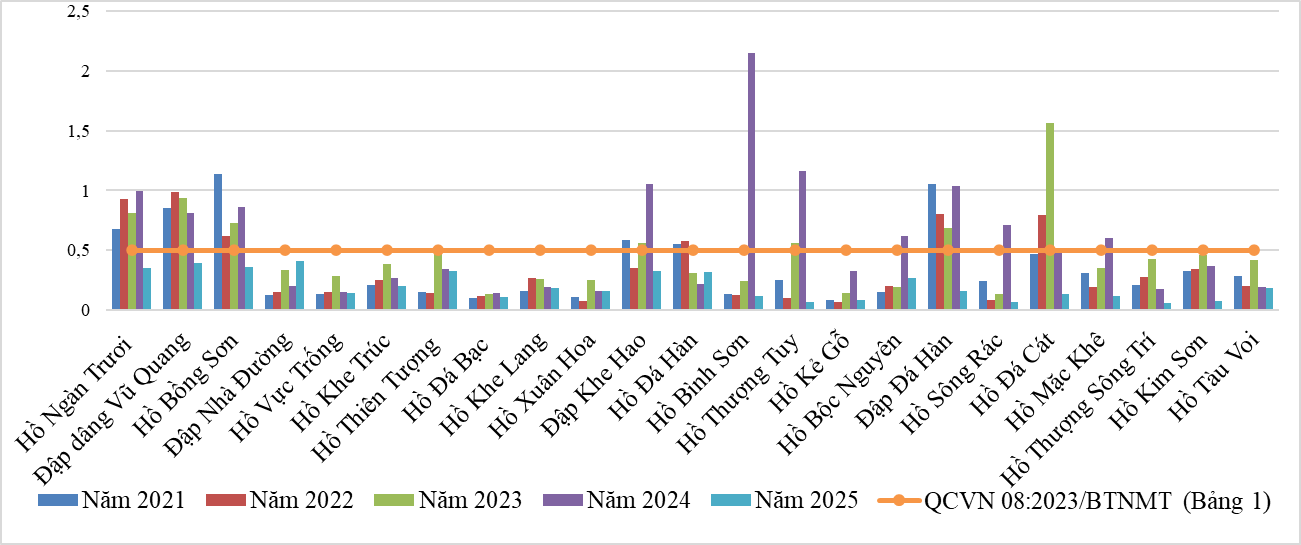 2,5
2
1,5
1
0,5
0
Hồ Ngàn Trươi
Đập dâng Vũ Quang
Hồ Bồng Sơn
Đập Nhà Đường
Hồ Vực Trống
Hồ Khe Trúc
Hồ Thiên Tượng
Hồ Đá Bạc
Hồ Khe Lang
Hồ Xuân Hoa
Đập Khe Hao
Hồ Đá Hàn
Hồ Bình Sơn
Hồ Thượng Tuy
Hồ Kẻ Gỗ
Hồ Bộc Nguyên
Đập Đá Hàn
Hồ Sông Rác
Hồ Đá Cát
Hồ Mặc Khê
Hồ Thượng Sông Trí
Hồ Kim Sơn
Hồ Tàu Voi
Năm 2021 Năm 2022 Năm 2023 Năm 2024 Năm 2025 QCVN 08:2023/BTNMT (Bảng 1)